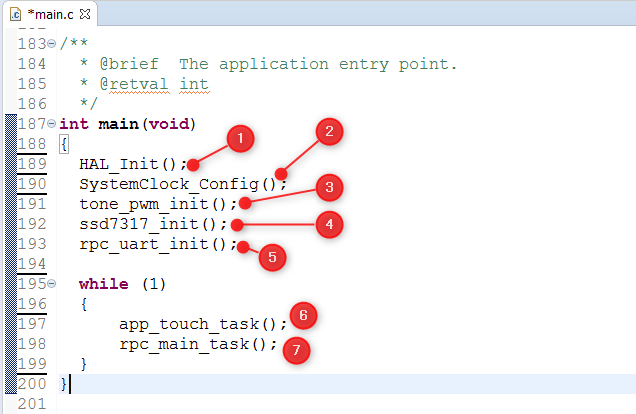 *main.c
183 /**
184   * @brief  The application entry point.
185   * @retval int
186   */
187 int main(void)
188 {
189   HAL_Init(); 1
190   SystemClock_Config(); 2
191   tone_pwm_init(); 3
192   ssd7317_init(); 4
193   rpc_uart_init(); 5
194
195   while (1)
196   {
197       app_touch_task(); 6
198       rpc_main_task(); 7
199   }
200 }
201